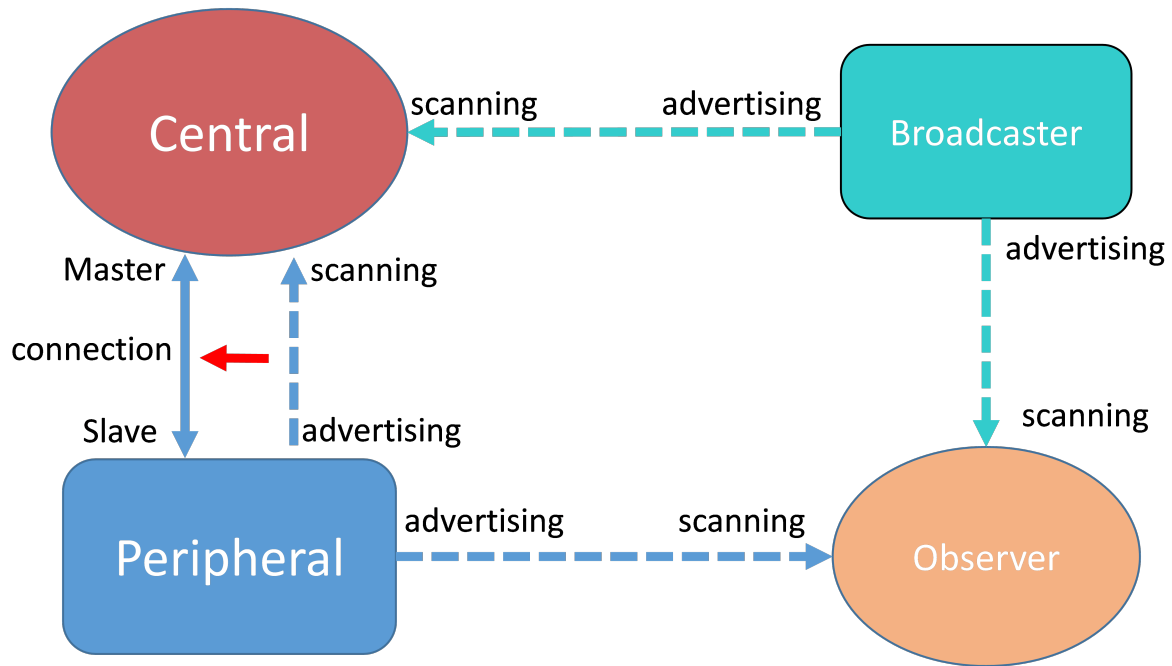 scanning
advertising
Central
Broadcaster
Master
scanning
advertising
connection
Slave
advertising
scanning
Peripheral
advertising
scanning
Observer